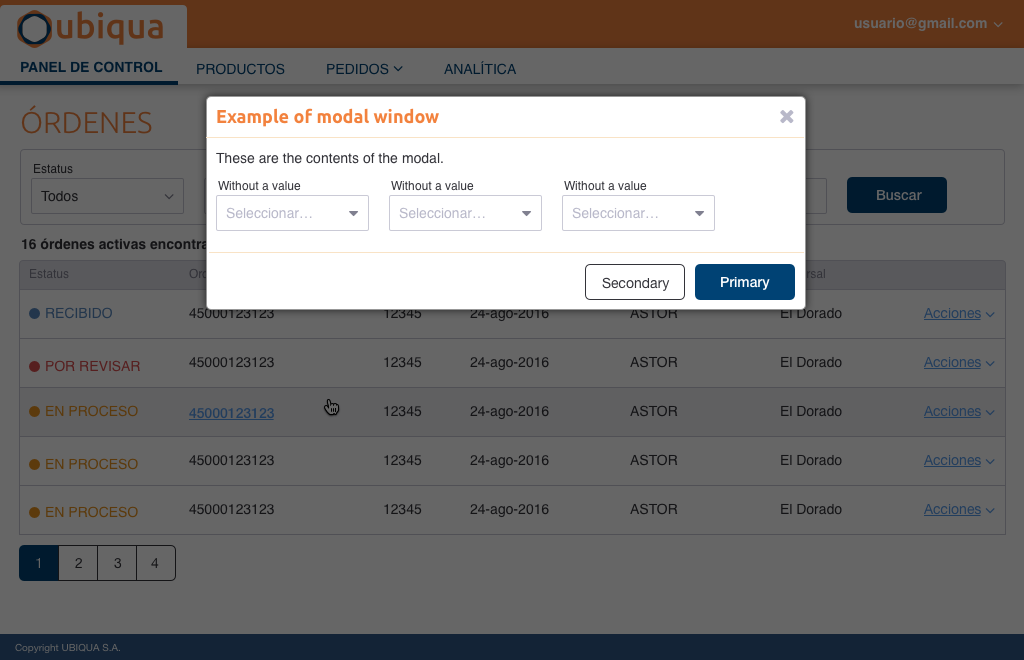 ubiqua
usuario@gmail.com
PANEL DE CONTROL PRODUCTOS PEDIDOS ANALÍTICA
ÓRDENES
Example of modal window
These are the contents of the modal.
Without a value Without a value Without a value
Seleccionar... Seleccionar... Seleccionar...
Secondary Primary
Estatus
Todos
Buscar
16 órdenes activas
Estatus
RECIBIDO 45000123123 12345 24-ago-2016 ASTOR El Dorado Acciones
POR REVISAR 45000123123 12345 24-ago-2016 ASTOR El Dorado Acciones
EN PROCESO 45000123123 12345 24-ago-2016 ASTOR El Dorado Acciones
EN PROCESO 45000123123 12345 24-ago-2016 ASTOR El Dorado Acciones
EN PROCESO 45000123123 12345 24-ago-2016 ASTOR El Dorado Acciones
1 2 3 4
Copyright UBIQUA S.A.